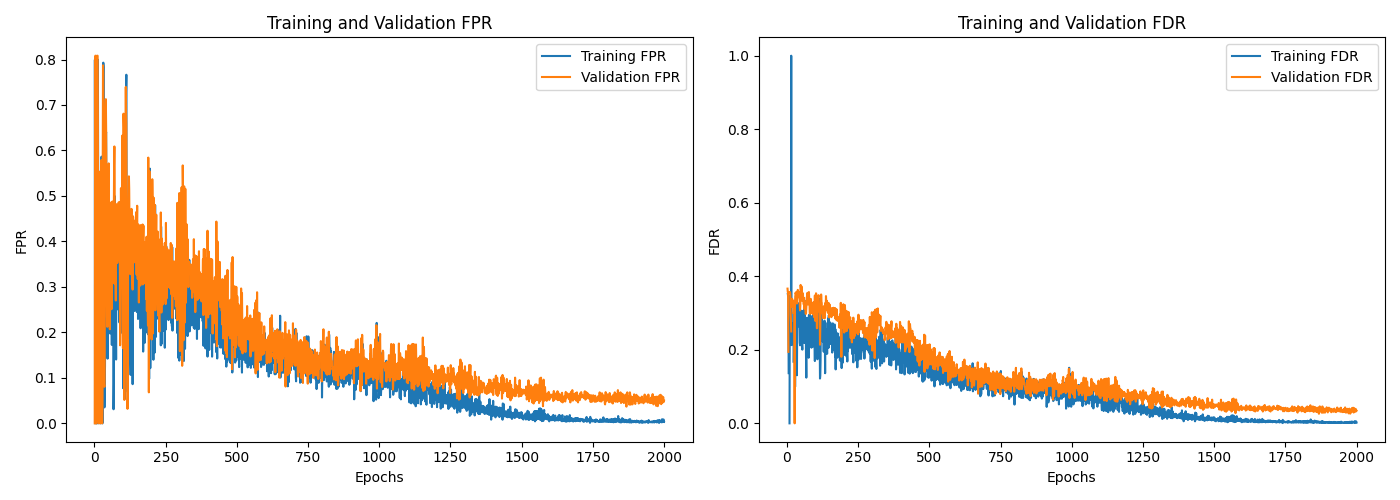 Training and Validation FPR
Training FPR
Validation FPR
0.8
0.7
0.6
0.5
0.4
0.3
0.2
0.1
0.0
FPR
0 250 500 750 1000 1250 1500 1750 2000
Epochs
Training and Validation FDR
Training FDR
Validation FDR
1.0
0.8
0.6
0.4
0.2
0.0
FDR
0 250 500 750 1000 1250 1500 1750 2000
Epochs